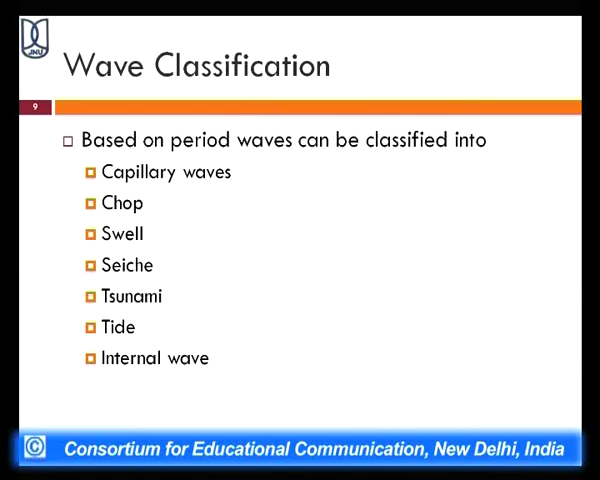 JNU
Wave Classification
9
Based on period waves can be classified into
Capillary waves
Chop
Swell
Seiche
Tsunami
Tide
Internal wave
© Consortium for Educational Communication, New Delhi, India